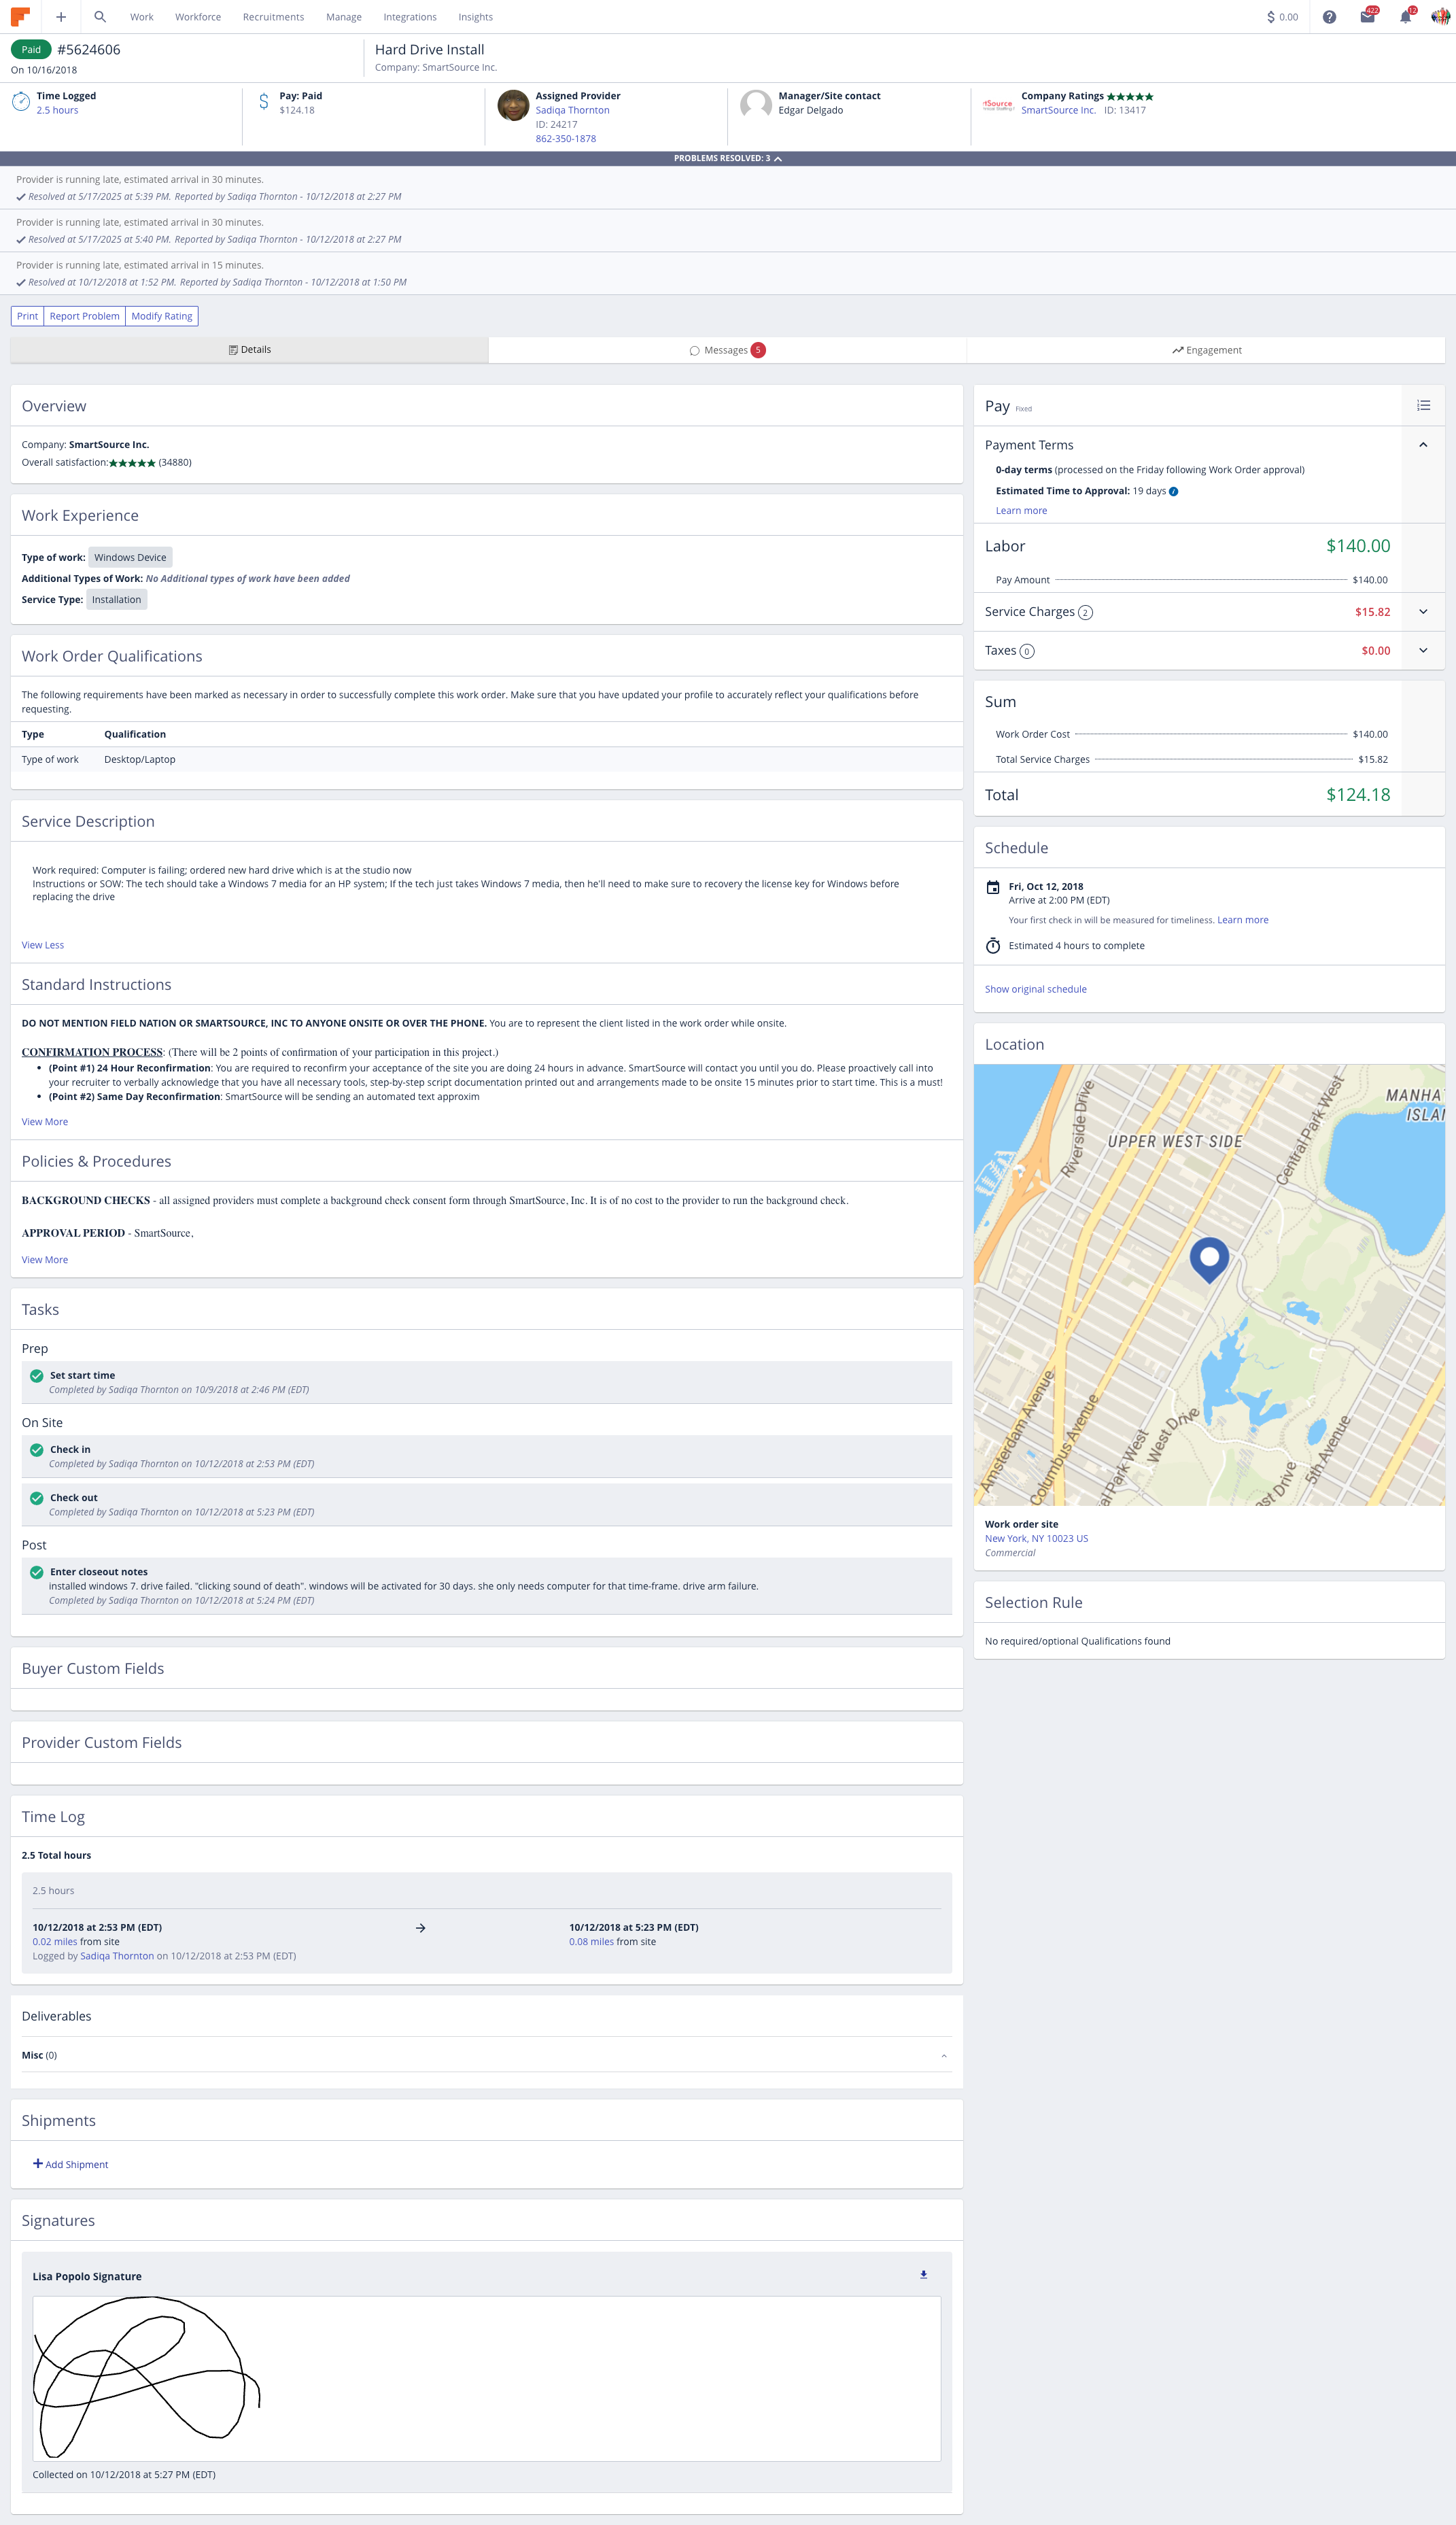 Work Workforce Recruitments Manage Integrations Insights
$ 0.00
422
12
Paid #5624606
On 10/16/2018
Hard Drive Install
Company: SmartSource Inc.
Time Logged
2.5 hours
Pay: Paid
$124.18
Assigned Provider
Sadiqa Thornton
ID: 24217
862-350-1878
Manager/Site contact
Edgar Delgado
Company Ratings
SmartSource Inc. ID: 13417
PROBLEMS RESOLVED: 3
Provider is running late, estimated arrival in 30 minutes.
Resolved at 5/17/2025 at 5:39 PM. Reported by Sadiqa Thornton - 10/12/2018 at 2:27 PM
Provider is running late, estimated arrival in 30 minutes.
Resolved at 5/17/2025 at 5:40 PM. Reported by Sadiqa Thornton - 10/12/2018 at 2:27 PM
Provider is running late, estimated arrival in 15 minutes.
Resolved at 10/12/2018 at 1:52 PM. Reported by Sadiqa Thornton - 10/12/2018 at 1:50 PM
Print Report Problem Modify Rating
Details
Messages 5
Engagement
Overview
Company: SmartSource Inc.
Overall satisfaction: (34880)
Work Experience
Type of work: Windows Device
Additional Types of Work: No Additional types of work have been added
Service Type: Installation
Work Order Qualifications
The following requirements have been marked as necessary in order to successfully complete this work order. Make sure that you have updated your profile to accurately reflect your qualifications before
requesting.
Type Qualification
Type of work Desktop/Laptop
Service Description
Work required: Computer is failing; ordered new hard drive which is at the studio now
Instructions or SOW: The tech should take a Windows 7 media for an HP system; If the tech just takes Windows 7 media, then he'll need to make sure to recovery the license key for Windows before
replacing the drive
View Less
Standard Instructions
DO NOT MENTION FIELD NATION OR SMARTSOURCE, INC TO ANYONE ONSITE OR OVER THE PHONE. You are to represent the client listed in the work order while onsite.
CONFIRMATION PROCESS: (There will be 2 points of confirmation of your participation in this project.)
• (Point #1) 24 Hour Reconfirmation: You are required to reconfirm your acceptance of the site you are doing 24 hours in advance. SmartSource will contact you until you do. Please proactively call into
your recruiter to verbally acknowledge that you have all necessary tools, step-by-step script documentation printed out and arrangements made to be onsite 15 minutes prior to start time. This is a must!
• (Point #2) Same Day Reconfirmation: SmartSource will be sending an automated text approxim
View More
Policies & Procedures
BACKGROUND CHECKS - all assigned providers must complete a background check consent form through SmartSource, Inc. It is of no cost to the provider to run the background check.
APPROVAL PERIOD - SmartSource,
View More
Tasks
Prep
Set start time
Completed by Sadiqa Thornton on 10/9/2018 at 2:46 PM (EDT)
On Site
Check in
Completed by Sadiqa Thornton on 10/12/2018 at 2:53 PM (EDT)
Check out
Completed by Sadiqa Thornton on 10/12/2018 at 5:23 PM (EDT)
Post
Enter closeout notes
installed windows 7. drive failed. "clicking sound of death". windows will be activated for 30 days. she only needs computer for that time-frame. drive arm failure.
Completed by Sadiqa Thornton on 10/12/2018 at 5:24 PM (EDT)
Buyer Custom Fields
Provider Custom Fields
Time Log
2.5 Total hours
2.5 hours
10/12/2018 at 2:53 PM (EDT)
0.02 miles from site
Logged by Sadiqa Thornton on 10/12/2018 at 2:53 PM (EDT)
10/12/2018 at 5:23 PM (EDT)
0.08 miles from site
Deliverables
Misc (0)
Shipments
Add Shipment
Signatures
Lisa Popolo Signature
Collected on 10/12/2018 at 5:27 PM (EDT)
Pay Fixed
Payment Terms
0-day terms (processed on the Friday following Work Order approval)
Estimated Time to Approval: 19 days
Learn more
Labor $140.00
Pay Amount $140.00
Service Charges 2 $15.82
Taxes 0 $0.00
Sum
Work Order Cost $140.00
Total Service Charges $15.82
Total $124.18
Schedule
Fri, Oct 12, 2018
Arrive at 2:00 PM (EDT)
Your first check in will be measured for timeliness. Learn more
Estimated 4 hours to complete
Show original schedule
Location
Riverside Drive
UPPER WEST SIDE
Central Park West
MANHA
ISLAN
Amsterdam Avenue
Columbus Avenue
al Park West
West Drive
st Drive
5th Avenue
Work order site
New York, NY 10023 US
Commercial
Selection Rule
No required/optional Qualifications found